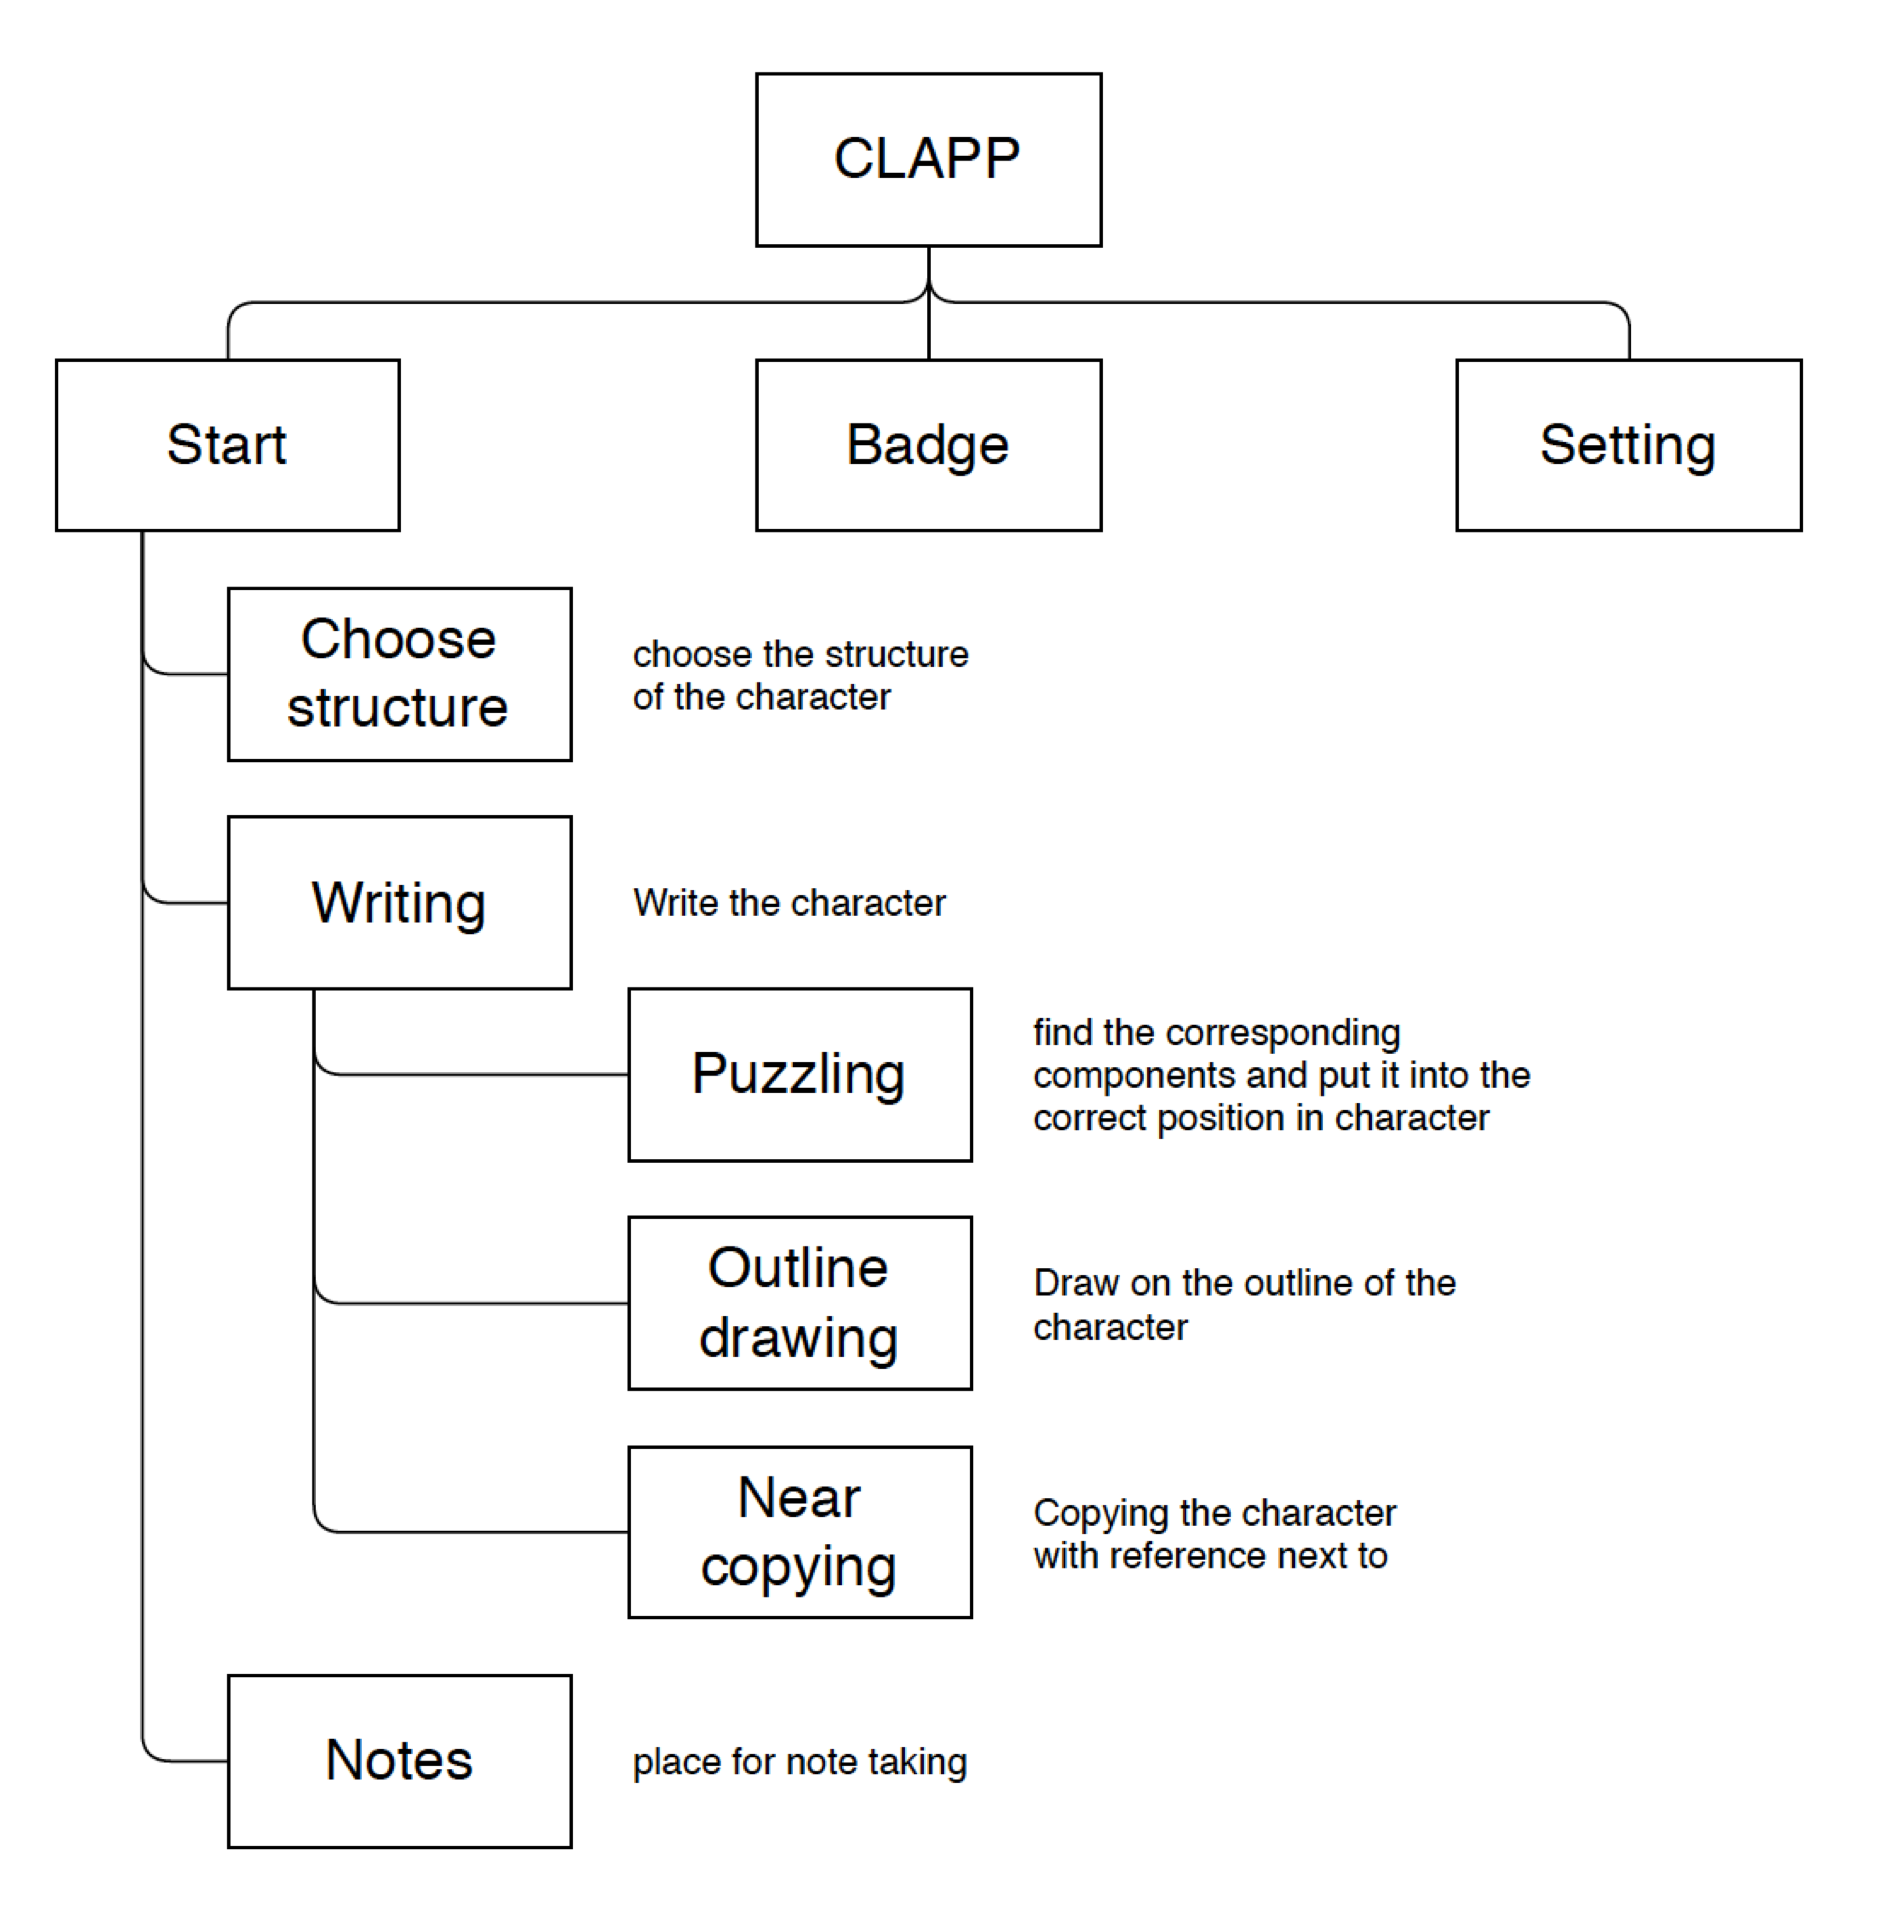 CLAPP
Start
Badge
Setting
Choose
structure
choose the structure
of the character
Writing
Write the character
Puzzling
find the corresponding
components and put it into the
correct position in character
Outline
drawing
Draw on the outline of the
character
Near
copying
Copying the character
with reference next to
Notes
place for note taking